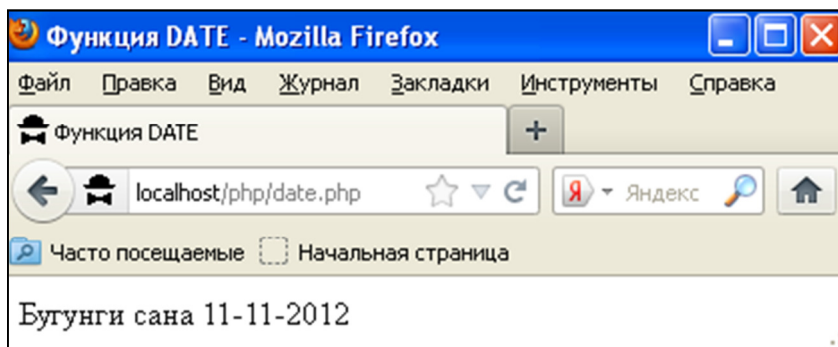 Функция DATE - Mozilla Firefox
Файл Правка Вид Журнал Закладки Инструменты Справка
Функция DATE +
localhost/php/date.php Я Яндекс
Часто посещаемые Начальная страница
Бугунги сана 11-11-2012